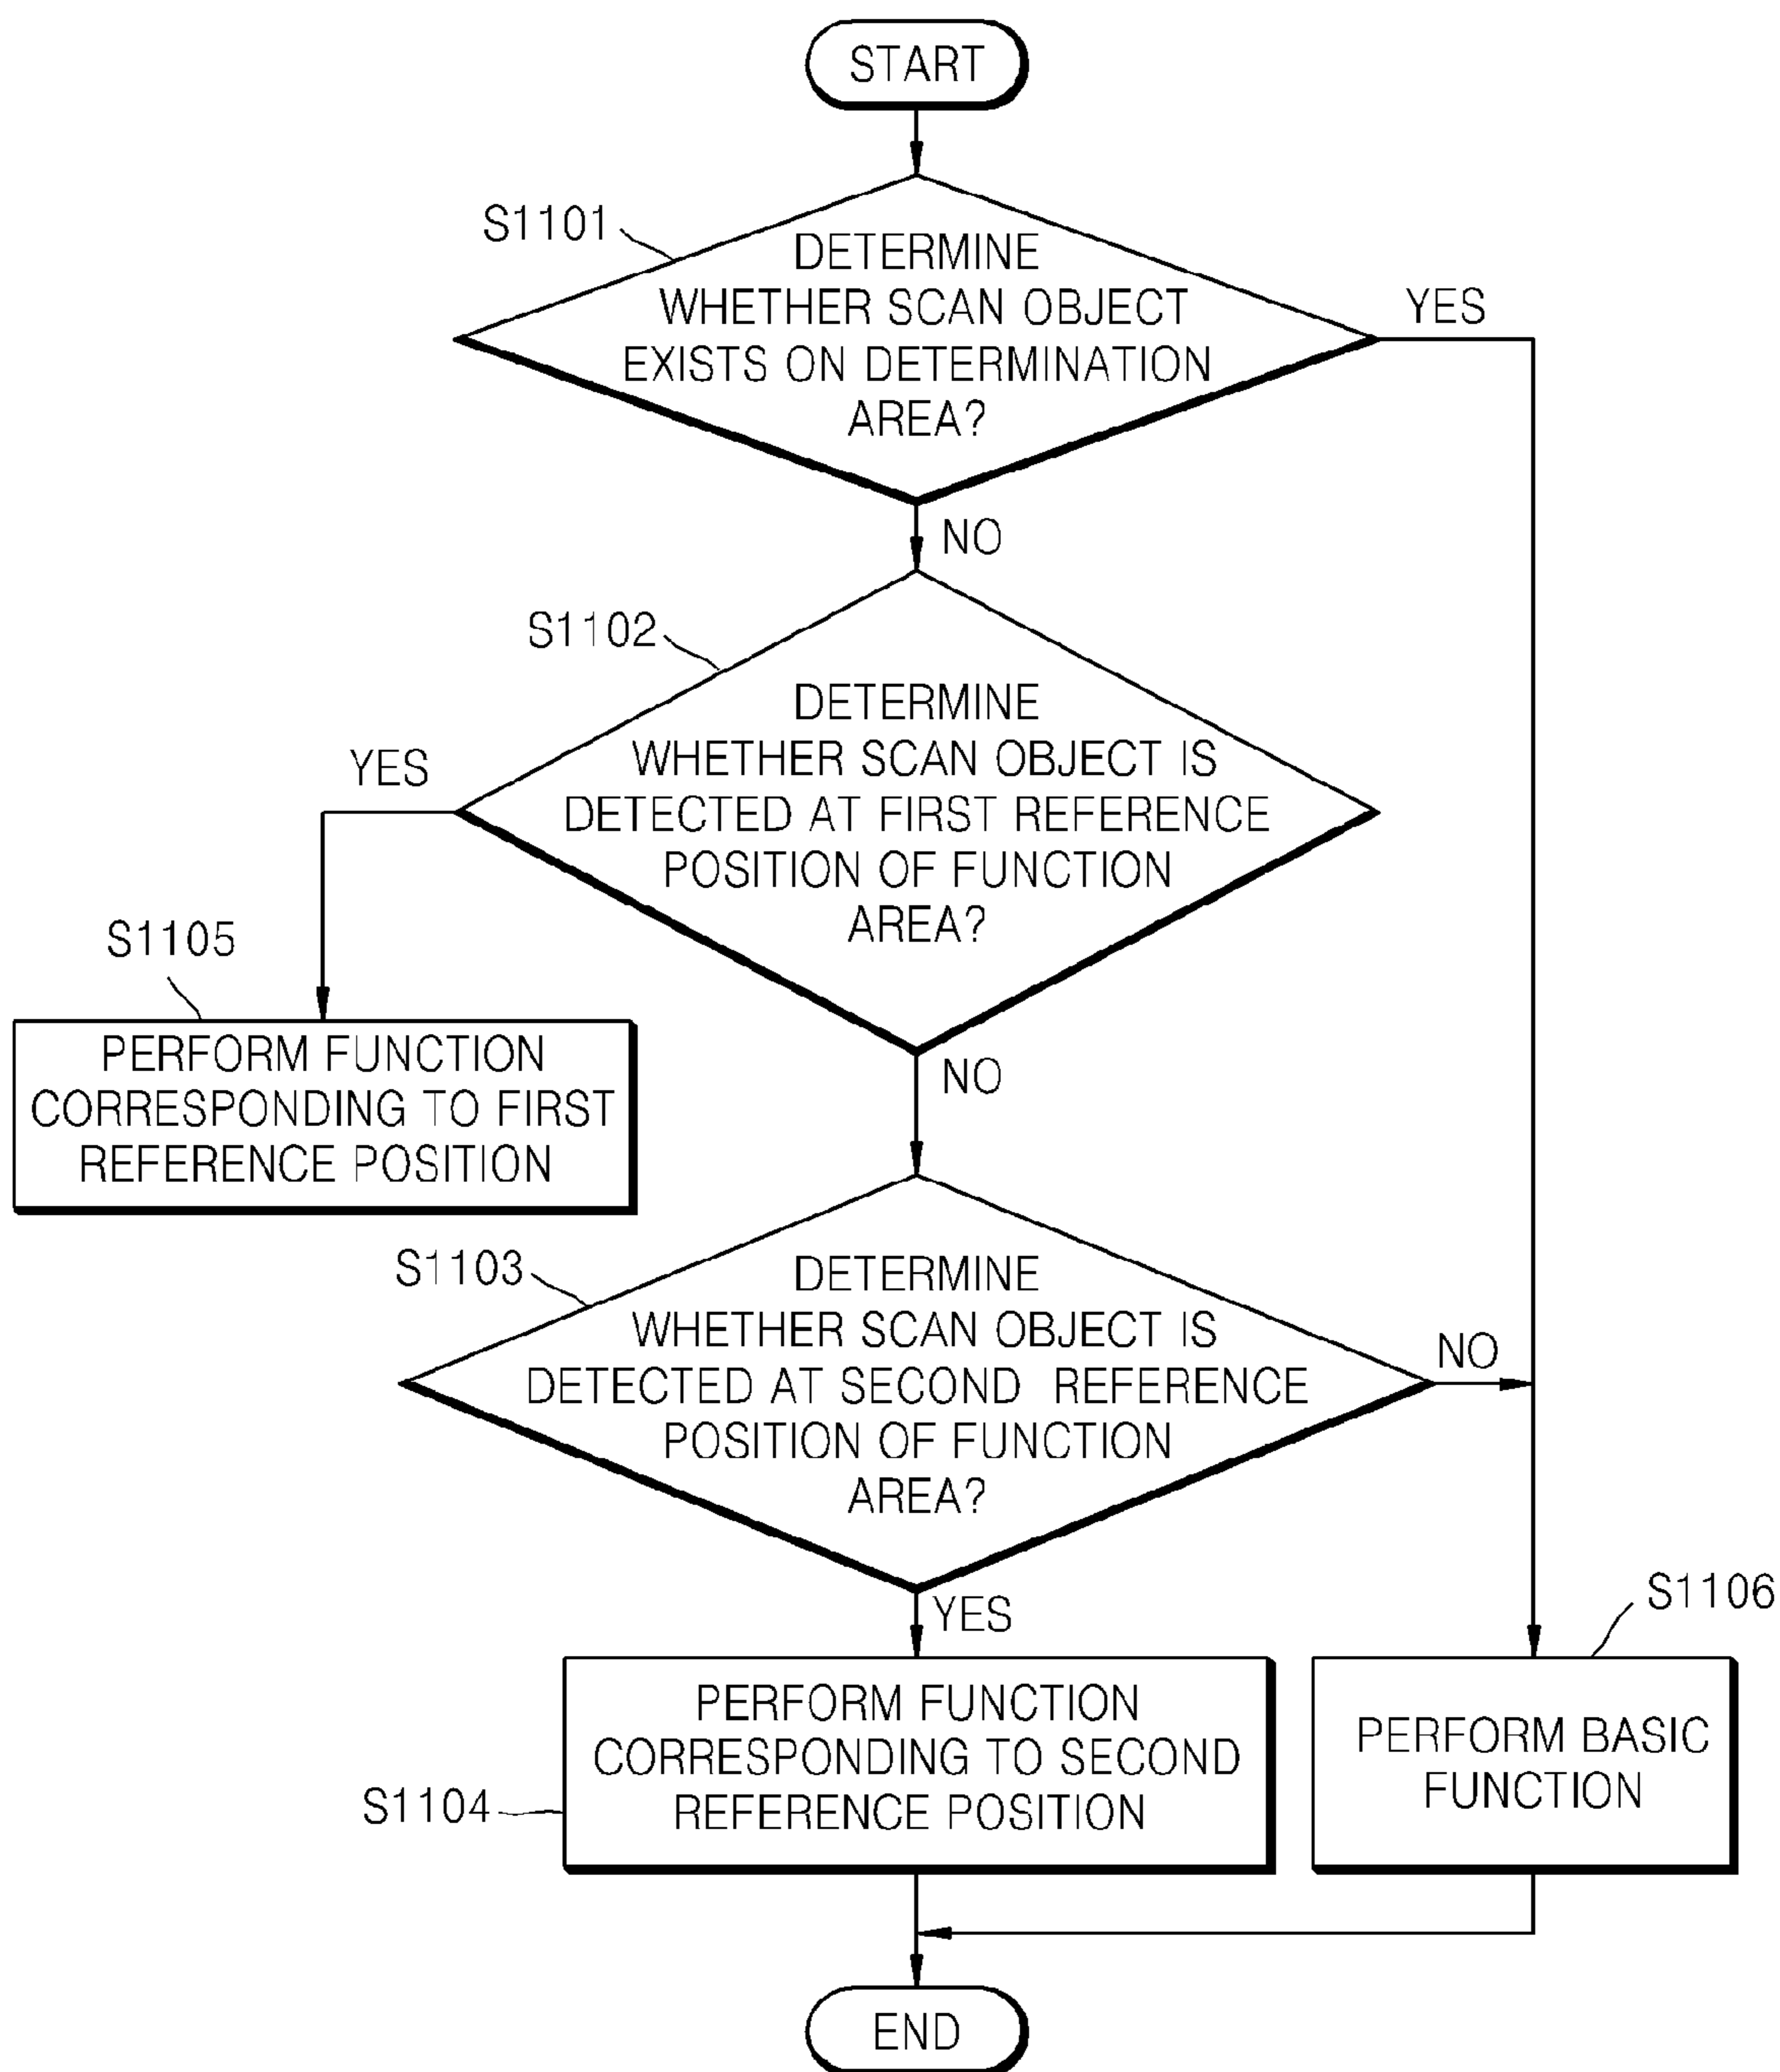 START
S1101
DETERMINE
WHETHER SCAN OBJECT
EXISTS ON DETERMINATION
AREA?
YES
NO
S1102
DETERMINE
WHETHER SCAN OBJECT IS
DETECTED AT FIRST REFERENCE
POSITION OF FUNCTION
AREA?
YES
NO
S1105
PERFORM FUNCTION
CORRESPONDING TO FIRST
REFERENCE POSITION
S1103
DETERMINE
WHETHER SCAN OBJECT IS
DETECTED AT SECOND REFERENCE
POSITION OF FUNCTION
AREA?
NO
YES
S1104
PERFORM FUNCTION
CORRESPONDING TO SECOND
REFERENCE POSITION
S1106
PERFORM BASIC
FUNCTION
END